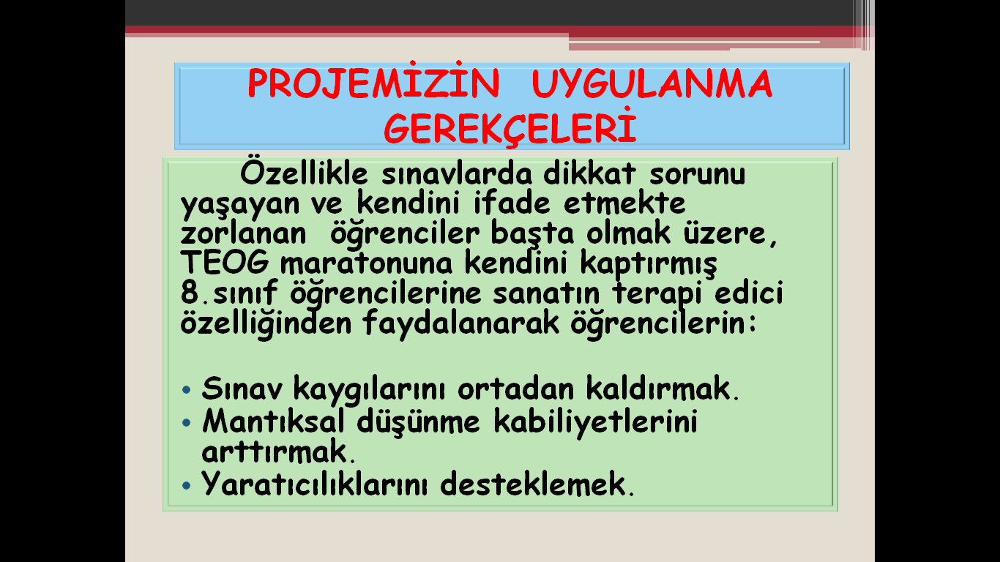 PROJEMİZİN UYGULANMA
GEREKÇELERİ
Özellikle sınavlarda dikkat sorunu
yaşayan ve kendini ifade etmekte
zorlanan öğrenciler başta olmak üzere,
TEOG maratonuna kendini kaptırmış
8.sınıf öğrencilerine sanatın terapi edici
özelliğinden faydalanarak öğrencilerin:
• Sınav kaygılarını ortadan kaldırmak.
• Mantıksal düşünme kabiliyetlerini
arttırmak.
• Yaratıcılıklarını desteklemek.